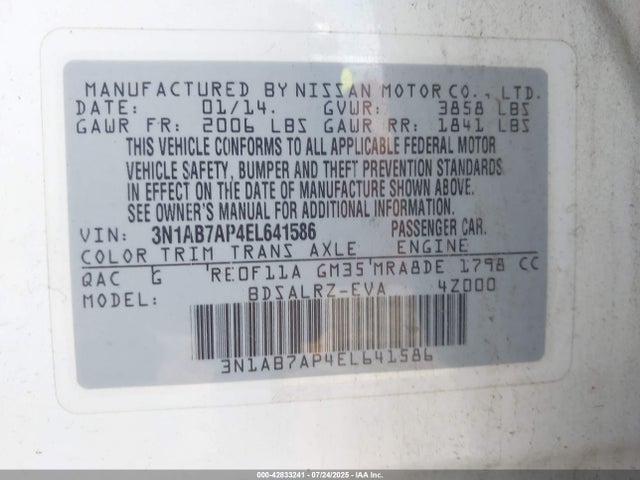 MANUFACTURED BY NISSAN MOTOR CO., LTD.
DATE: 01/14. GVWR: 3858 LBS
GAWR FR: 2006 LBS GAWR RR: 1841 LBS
THIS VEHICLE CONFORMS TO ALL APPLICABLE FEDERAL MOTOR
VEHICLE SAFETY, BUMPER AND THEFT PREVENTION STANDARDS
IN EFFECT ON THE DATE OF MANUFACTURE SHOWN ABOVE.
SEE OWNER'S MANUAL FOR ADDITIONAL INFORMATION.
VIN: 3N1AB7AP4EL641586 PASSENGER CAR.
COLOR TRIM TRANS AXLE ENGINE
QAC G RE0F11A GM35 MRA8DE 1798 CC
MODEL: BDSALRZ-EVA 4Z000
3N1AB7AP4EL641586
000-42833241 - 07/24/2025 - IAA, Inc.